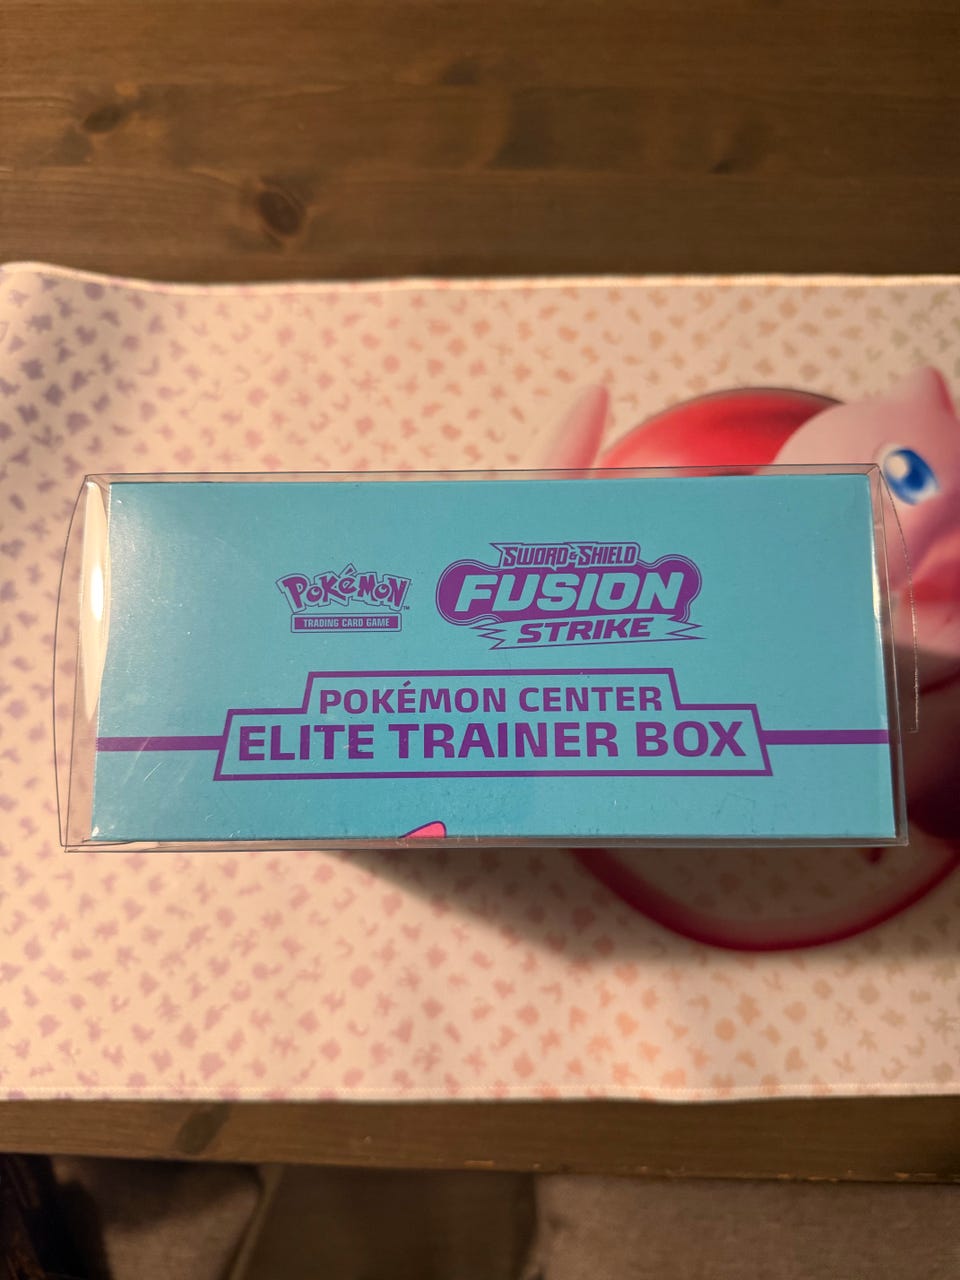 Pokémon
TRADING CARD GAME
SWORD & SHIELD
FUSION
STRIKE
POKÉMON CENTER
ELITE TRAINER BOX